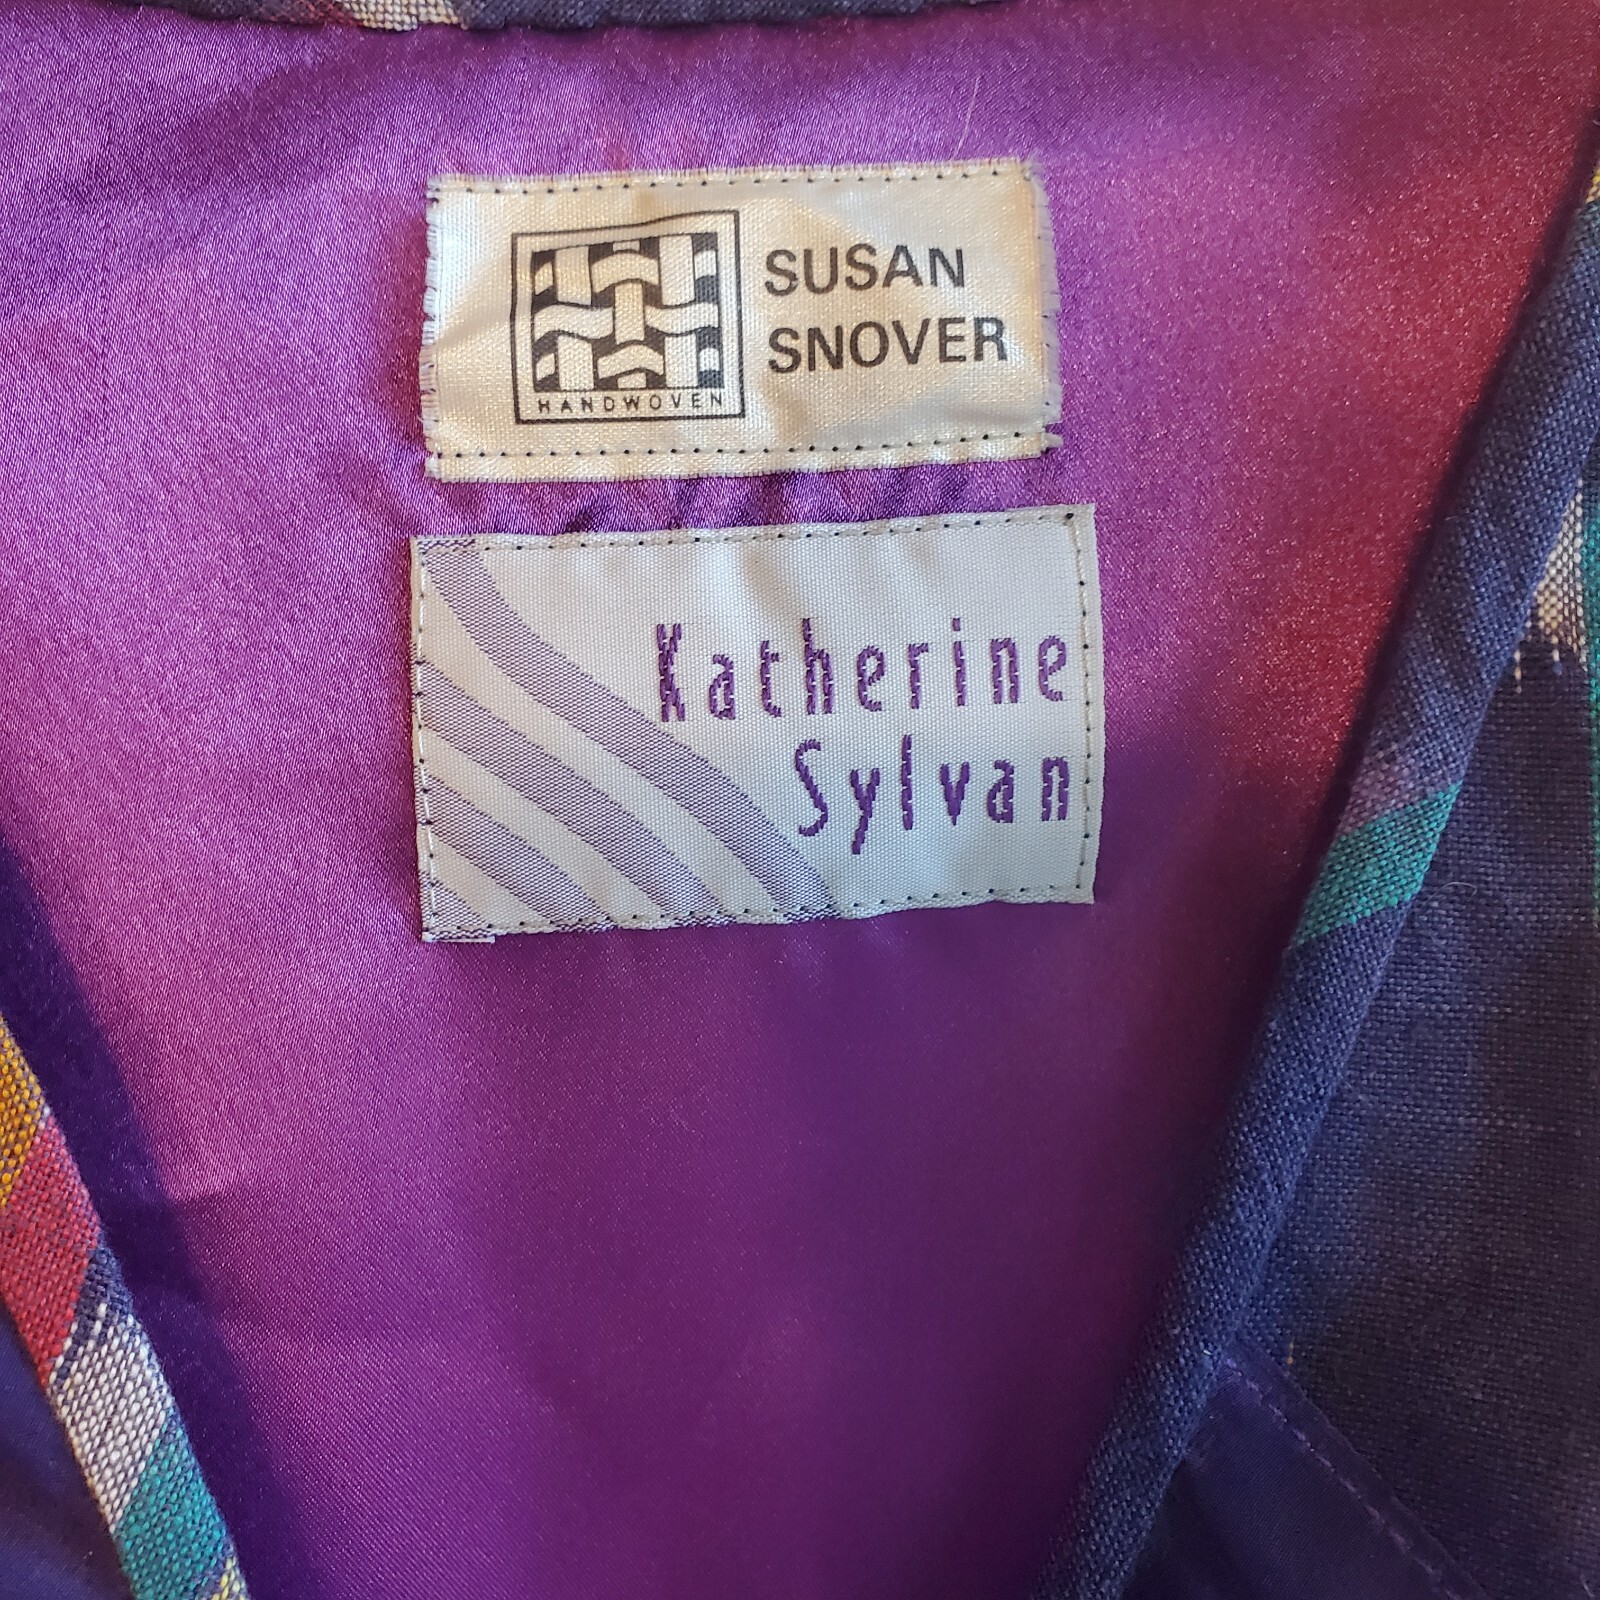 SUSAN
SNOVER
HANDWOVEN
Katherine
Sylvan